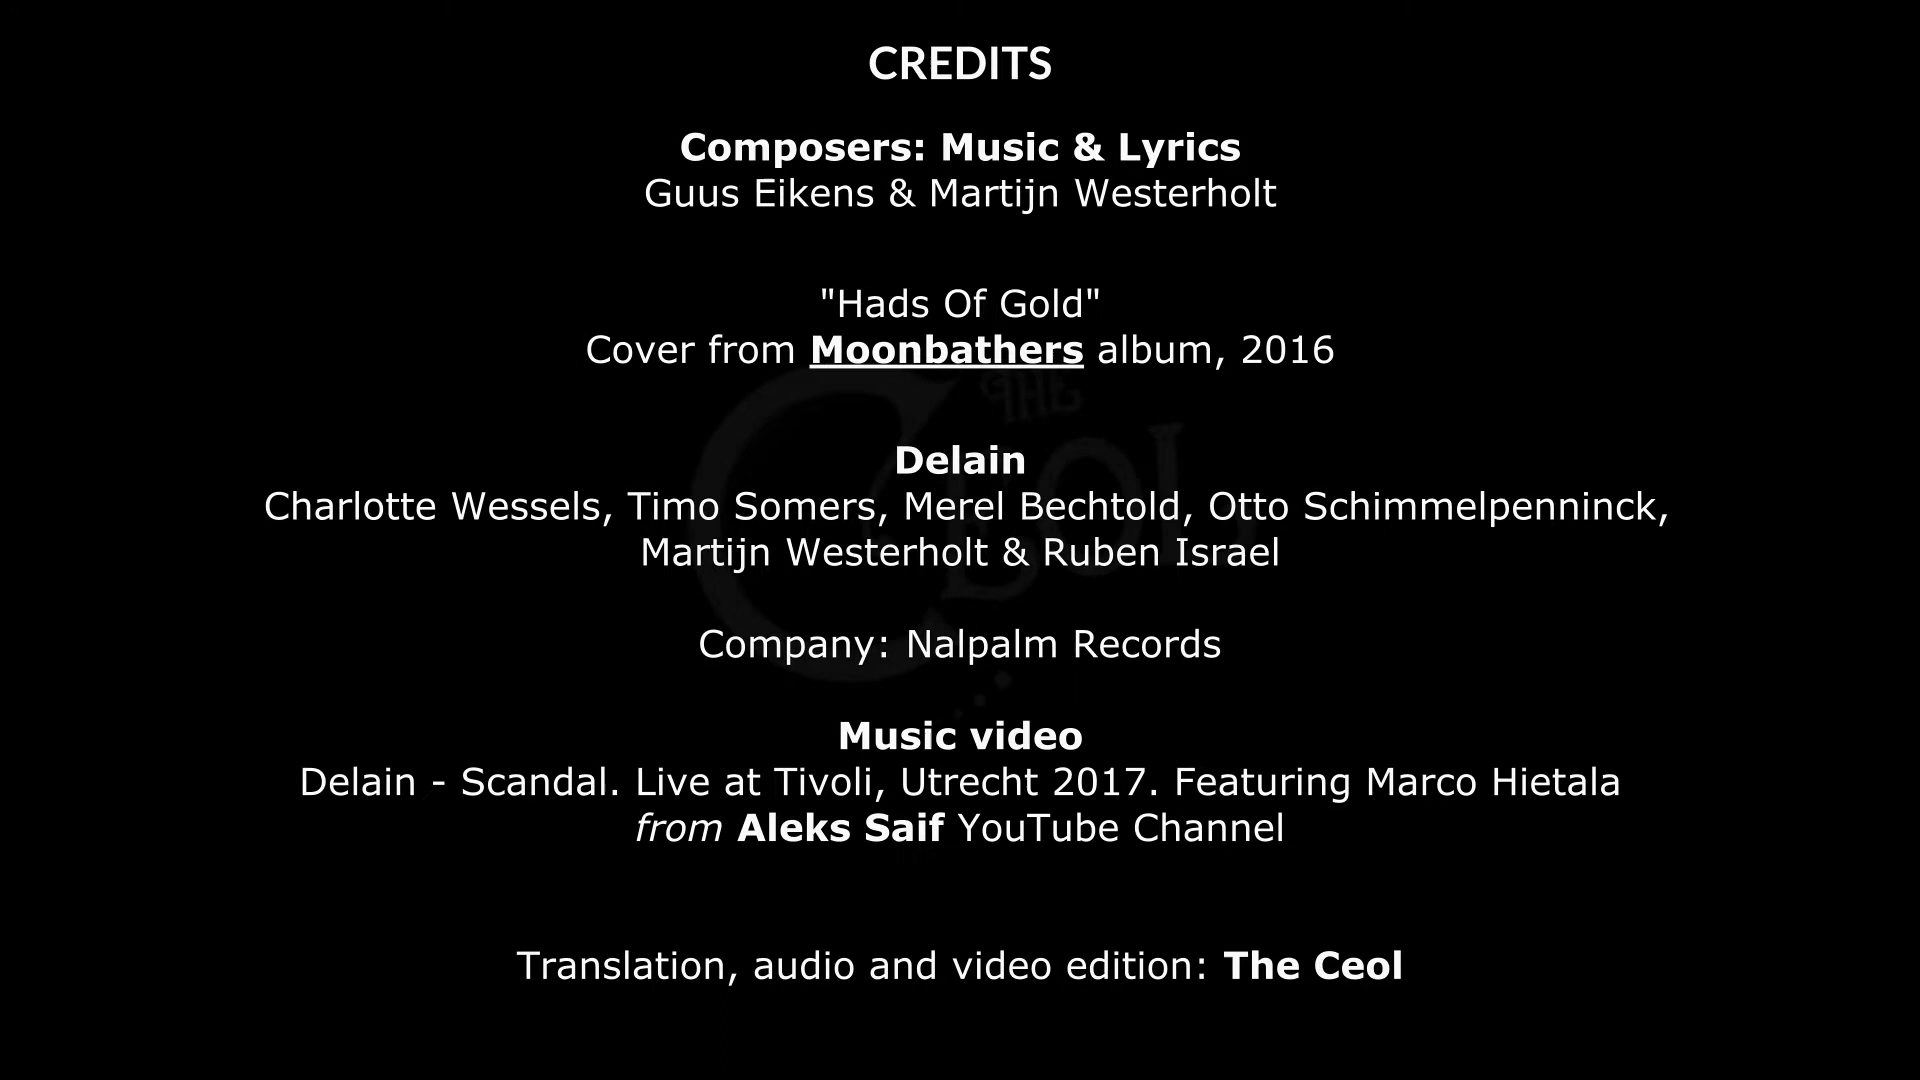 CREDITS
Composers: Music & Lyrics
Guus Eikens & Martijn Westerholt
"Hads Of Gold"
Cover from Moonbathers album, 2016
THE
CEOL
Delain
Charlotte Wessels, Timo Somers, Merel Bechtold, Otto Schimmelpenninck,
Martijn Westerholt & Ruben Israel
Company: Nalpalm Records
Music video
Delain - Scandal. Live at Tivoli, Utrecht 2017. Featuring Marco Hietala
from Aleks Saif YouTube Channel
Translation, audio and video edition: The Ceol